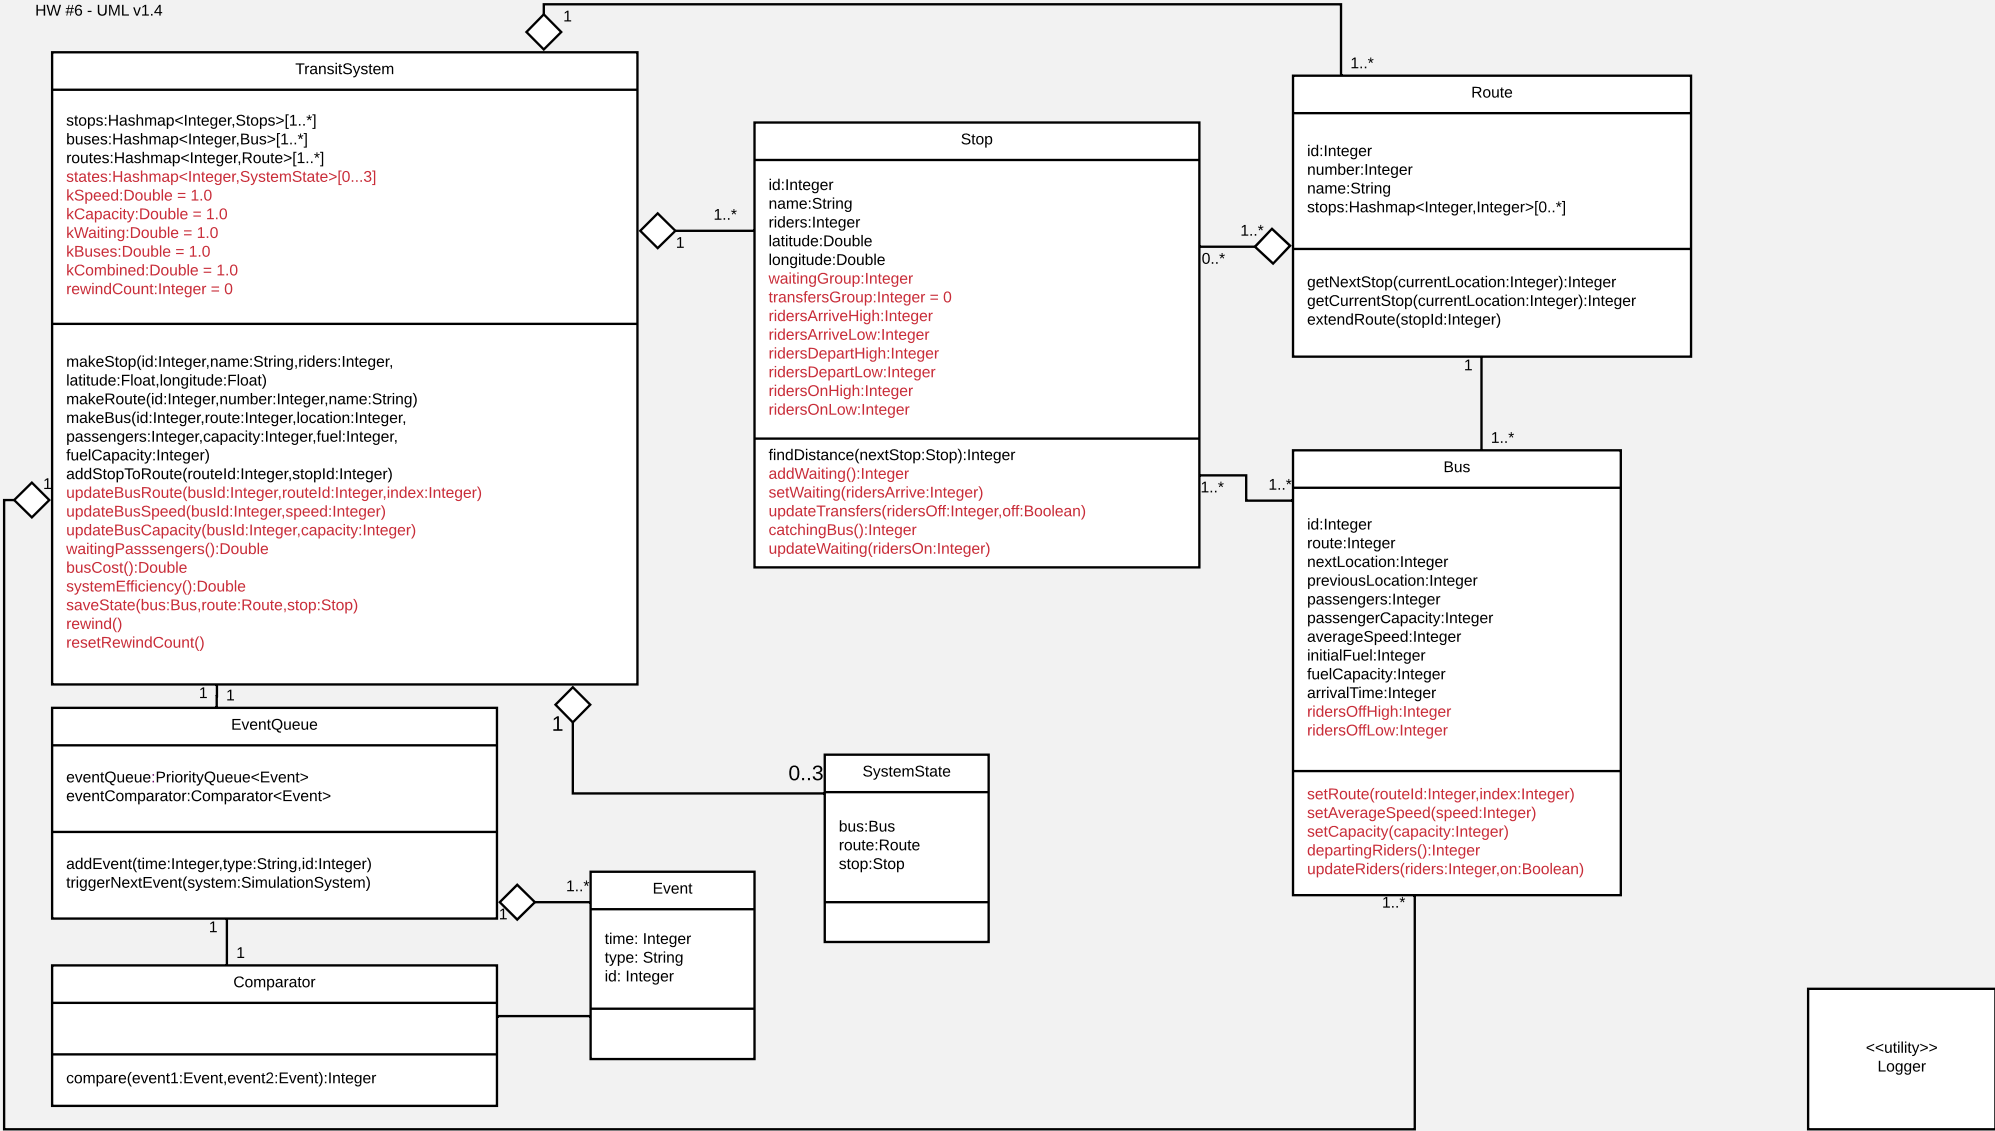 HW #6 - UML v1.4
1
1..*
TransitSystem
stops:Hashmap<Integer,Stops>[1..*]
buses:Hashmap<Integer,Bus>[1..*]
routes:Hashmap<Integer,Route>[1..*]
states:Hashmap<Integer,SystemState>[0...3]
kSpeed:Double = 1.0
kCapacity:Double = 1.0
kWaiting:Double = 1.0
kBuses:Double = 1.0
kCombined:Double = 1.0
rewindCount:Integer = 0
makeStop(id:Integer,name:String,riders:Integer,
latitude:Float,longitude:Float)
makeRoute(id:Integer,number:Integer,name:String)
makeBus(id:Integer,route:Integer,location:Integer,
passengers:Integer,capacity:Integer,fuel:Integer,
fuelCapacity:Integer)
addStopToRoute(routeId:Integer,stopId:Integer)
updateBusRoute(busId:Integer,routeId:Integer,index:Integer)
updateBusSpeed(busId:Integer,speed:Integer)
updateBusCapacity(busId:Integer,capacity:Integer)
waitingPasssengers():Double
busCost():Double
systemEfficiency():Double
saveState(bus:Bus,route:Route,stop:Stop)
rewind()
resetRewindCount()
1
1..*
1
Stop
id:Integer
name:String
riders:Integer
latitude:Double
longitude:Double
waitingGroup:Integer
transfersGroup:Integer = 0
ridersArriveHigh:Integer
ridersArriveLow:Integer
ridersDepartHigh:Integer
ridersDepartLow:Integer
ridersOnHigh:Integer
ridersOnLow:Integer
findDistance(nextStop:Stop):Integer
addWaiting():Integer
setWaiting(ridersArrive:Integer)
updateTransfers(ridersOff:Integer,off:Boolean)
catchingBus():Integer
updateWaiting(ridersOn:Integer)
1..*
0..*
Route
id:Integer
number:Integer
name:String
stops:Hashmap<Integer,Integer>[0..*]
getNextStop(currentLocation:Integer):Integer
getCurrentStop(currentLocation:Integer):Integer
extendRoute(stopId:Integer)
1
1..*
1..*
1..*
Bus
id:Integer
route:Integer
nextLocation:Integer
previousLocation:Integer
passengers:Integer
passengerCapacity:Integer
averageSpeed:Integer
initialFuel:Integer
fuelCapacity:Integer
arrivalTime:Integer
ridersOffHigh:Integer
ridersOffLow:Integer
setRoute(routeId:Integer,index:Integer)
setAverageSpeed(speed:Integer)
setCapacity(capacity:Integer)
departingRiders():Integer
updateRiders(riders:Integer,on:Boolean)
1..*
1 1
EventQueue
eventQueue:PriorityQueue<Event>
eventComparator:Comparator<Event>
addEvent(time:Integer,type:String,id:Integer)
triggerNextEvent(system:SimulationSystem)
1
0..3
SystemState
bus:Bus
route:Route
stop:Stop
1..*
1
Event
time: Integer
type: String
id: Integer
1
1
Comparator
compare(event1:Event,event2:Event):Integer
<<utility>>
Logger